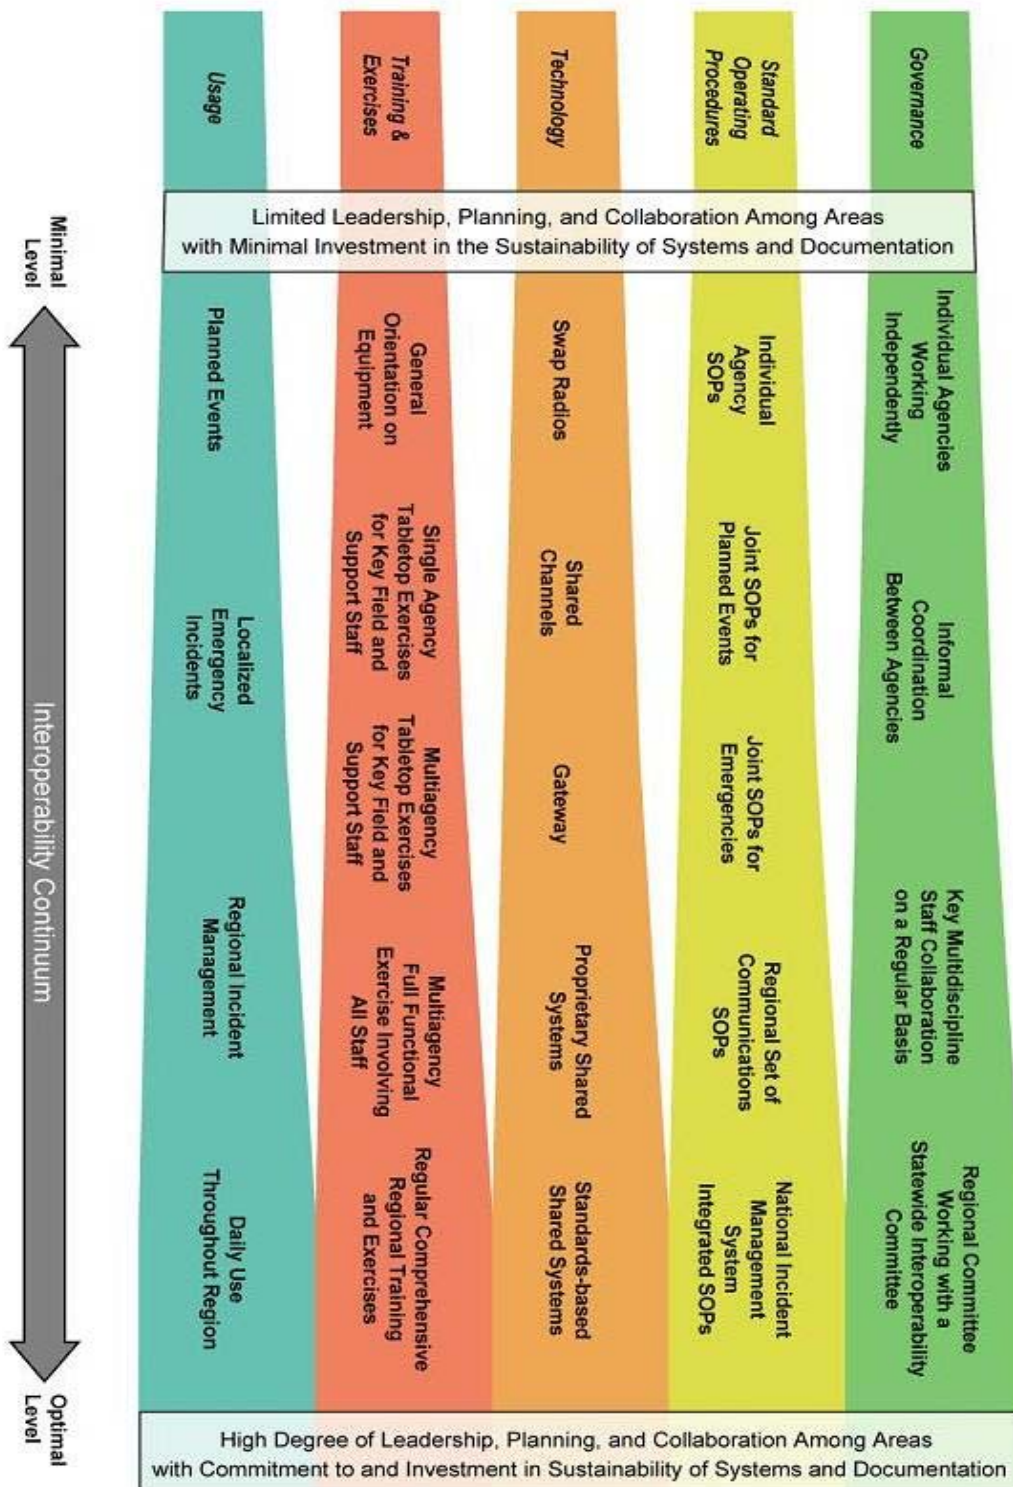 Governance
Individual Agencies
Working
Independently
Informal
Coordination
Between Agencies
Key Multidiscipline
Staff Collaboration
on a Regular Basis
Regional Committee
Working with a
Statewide Interoperability
Committee
Standard
Operating
Procedures
Individual
Agency
SOPs
Joint SOPs for
Planned Events
Joint SOPs for
Emergencies
Regional Set of
Communications
SOPs
National Incident
Management
System
Integrated SOPs
Technology
Swap Radios
Shared
Channels
Gateway
Proprietary Shared
Systems
Standards-based
Shared Systems
Training &
Exercises
General
Orientation on
Equipment
Single Agency
Tabletop Exercises
for Key Field and
Support Staff
Multiagency
Tabletop Exercises
for Key Field and
Support Staff
Multiagency
Full Functional
Exercise Involving
All Staff
Regular Comprehensive
Regional Training
and Exercises
Usage
Planned Events
Localized
Emergency
Incidents
Regional Incident
Management
Daily Use
Throughout Region
Limited Leadership, Planning, and Collaboration Among Areas
with Minimal Investment in the Sustainability of Systems and Documentation
High Degree of Leadership, Planning, and Collaboration Among Areas
with Commitment to and Investment in Sustainability of Systems and Documentation
Minimal
Level
Interoperability Continuum
Optimal
Level